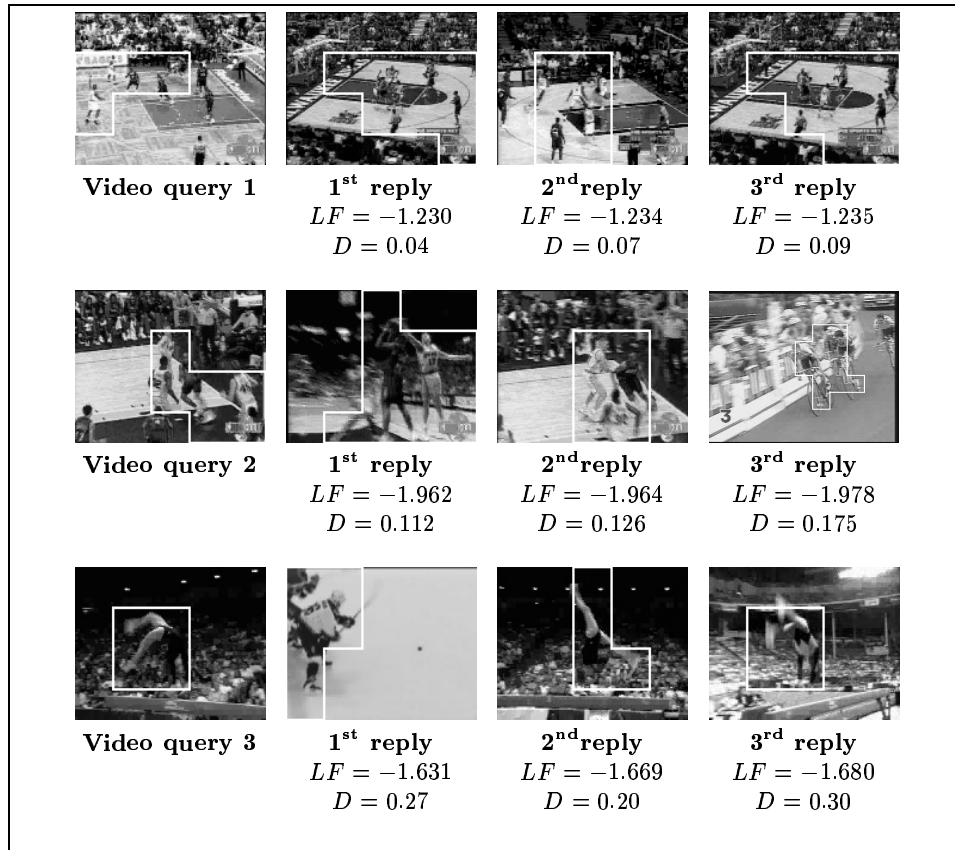 Video query 1 1st reply 2nd reply 3rd reply
LF = −1.230 LF = −1.234 LF = −1.235
D = 0.04 D = 0.07 D = 0.09
3
Video query 2 1st reply 2nd reply 3rd reply
LF = −1.962 LF = −1.964 LF = −1.978
D = 0.112 D = 0.126 D = 0.175
Video query 3 1st reply 2nd reply 3rd reply
LF = −1.631 LF = −1.669 LF = −1.680
D = 0.27 D = 0.20 D = 0.30